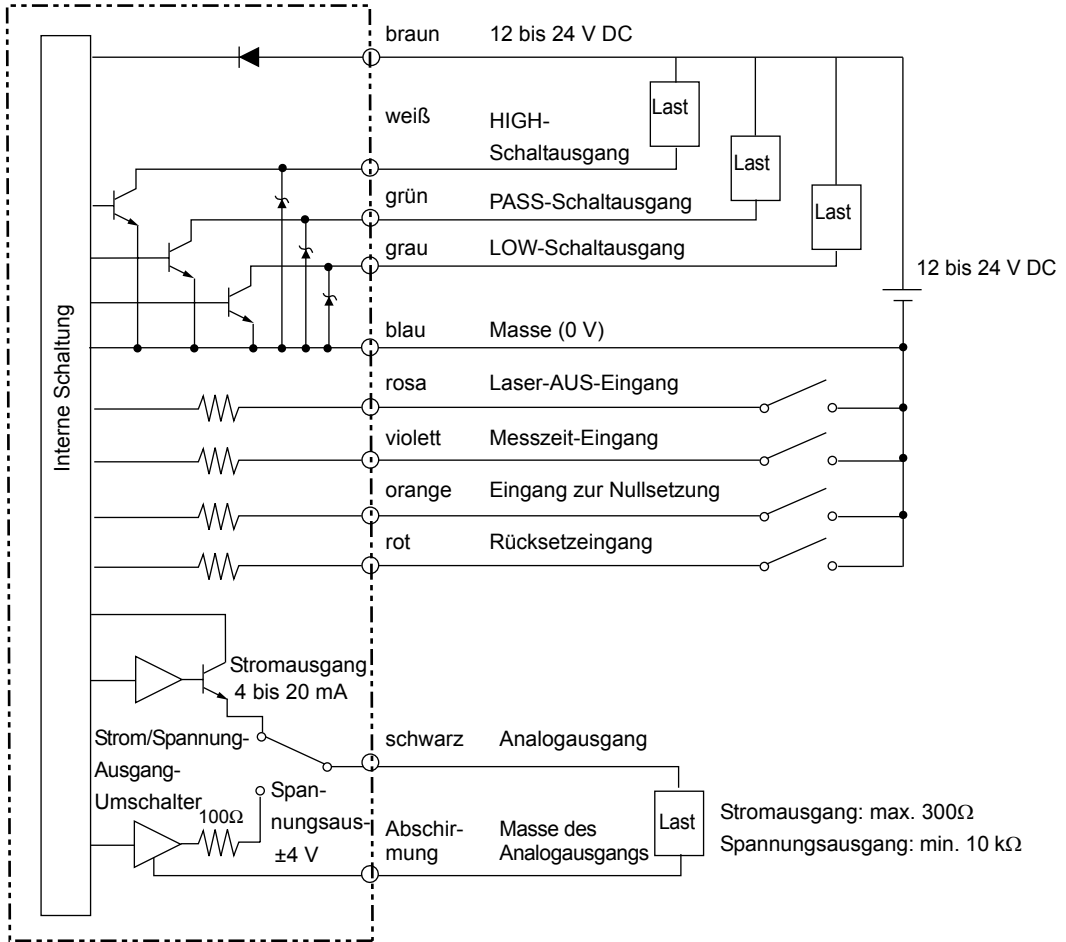 braun 12 bis 24 V DC
Last
weiß HIGH-
Schaltausgang
Last
grün PASS-Schaltausgang
Last
grau LOW-Schaltausgang
12 bis 24 V DC
blau Masse (0 V)
Interne Schaltung
rosa Laser-AUS-Eingang
violett Messzeit-Eingang
orange Eingang zur Nullsetzung
rot Rücksetzeingang
Stromausgang
4 bis 20 mA
Strom/Spannung-
Ausgang-
Umschalter
schwarz Analogausgang
100Ω
Span-
nungsaus-
±4 V
Abschir-
mung
Masse des
Analogausgangs
Last
Stromausgang: max. 300Ω
Spannungsausgang: min. 10 kΩ